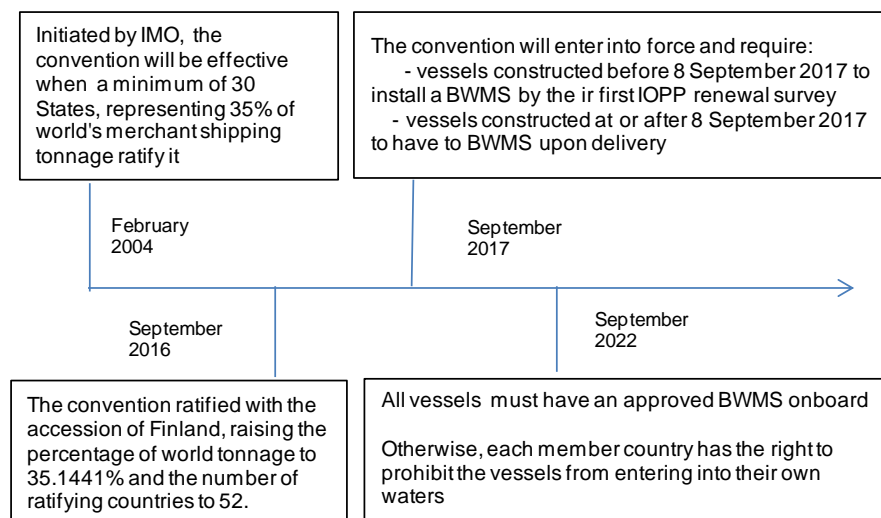 Initiated by IMO, the
convention will be effective
when a minimum of 30
States, representing 35% of
world's merchant shipping
tonnage ratify it
The convention will enter into force and require:
- vessels constructed before 8 September 2017 to
install a BWMS by the ir first IOPP renewal survey
- vessels constructed at or after 8 September 2017
to have to BWMS upon delivery
February
2004
September
2017
September
2016
September
2022
The convention ratified with the
accession of Finland, raising the
percentage of world tonnage to
35.1441% and the number of
ratifying countries to 52.
All vessels must have an approved BWMS onboard
Otherwise, each member country has the right to
prohibit the vessels from entering into their own
waters